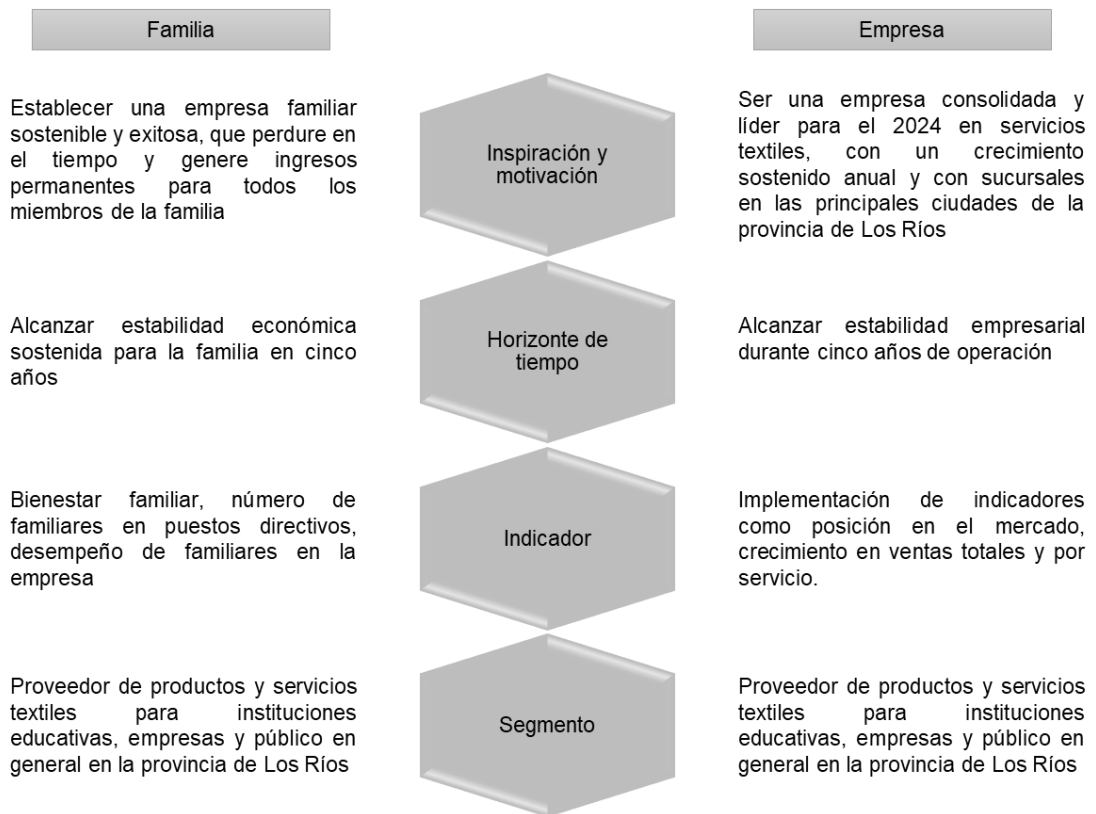 Familia
Empresa
Establecer una empresa familiar
sostenible y exitosa, que perdure en
el tiempo y genere ingresos
permanentes para todos los
miembros de la familia
Inspiración y
motivación
Ser una empresa consolidada y
líder para el 2024 en servicios
textiles, con un crecimiento
sostenido anual y con sucursales
en las principales ciudades de la
provincia de Los Ríos
Alcanzar estabilidad económica
sostenida para la familia en cinco
años
Horizonte de
tiempo
Alcanzar estabilidad empresarial
durante cinco años de operación
Bienestar familiar, número de
familiares en puestos directivos,
desempeño de familiares en la
empresa
Indicador
Implementación de indicadores
como posición en el mercado,
crecimiento en ventas totales y por
servicio.
Proveedor de productos y servicios
textiles para instituciones
educativas, empresas y público en
general en la provincia de Los Ríos
Segmento
Proveedor de productos y servicios
textiles para instituciones
educativas, empresas y público en
general en la provincia de Los Ríos